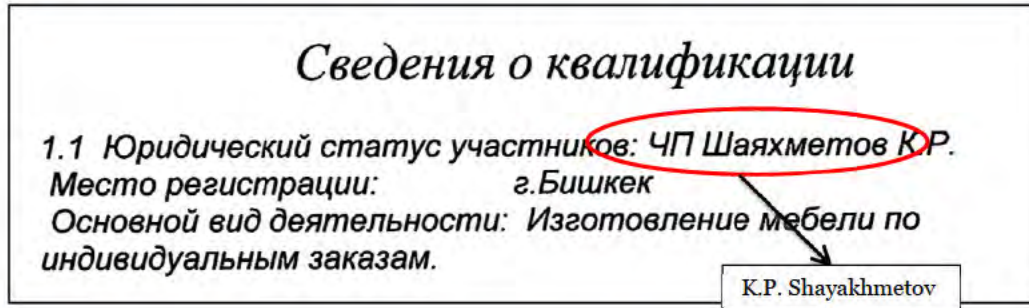 Сведения о квалификации
1.1 Юридический статус участников: ЧП Шаяхметов К.Р.
Место регистрации: г.Бишкек
Основной вид деятельности: Изготовление мебели по
индивидуальным заказам.
K.P. Shayakhmetov